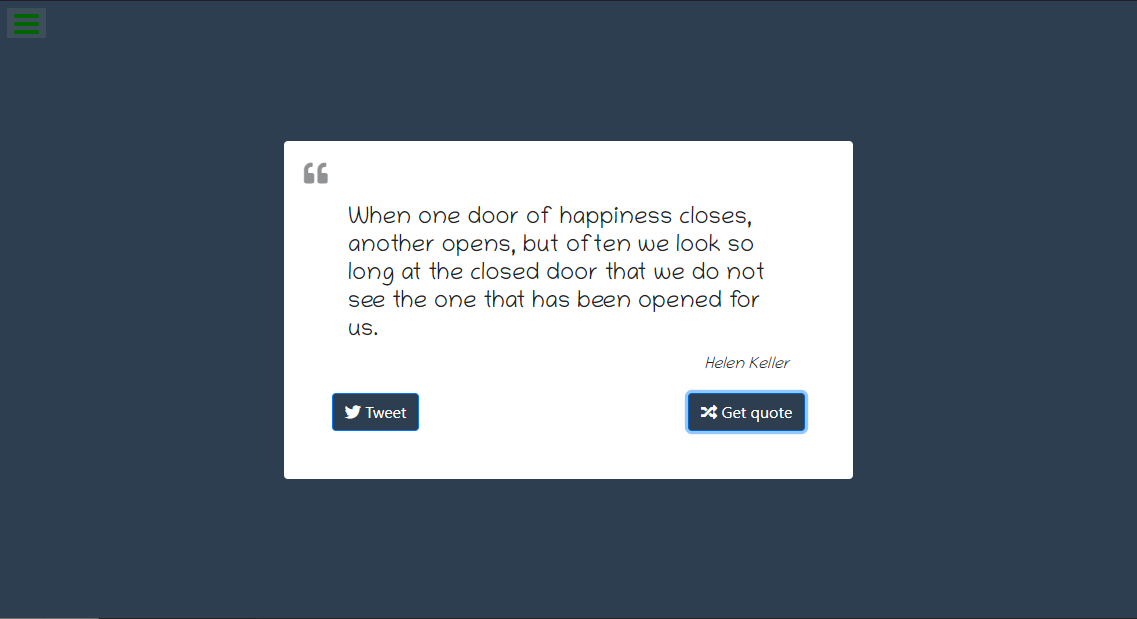 When one door of happiness closes,
another opens, but often we look so
long at the closed door that we do not
see the one that has been opened for
us.
Helen Keller
Tweet
Get quote